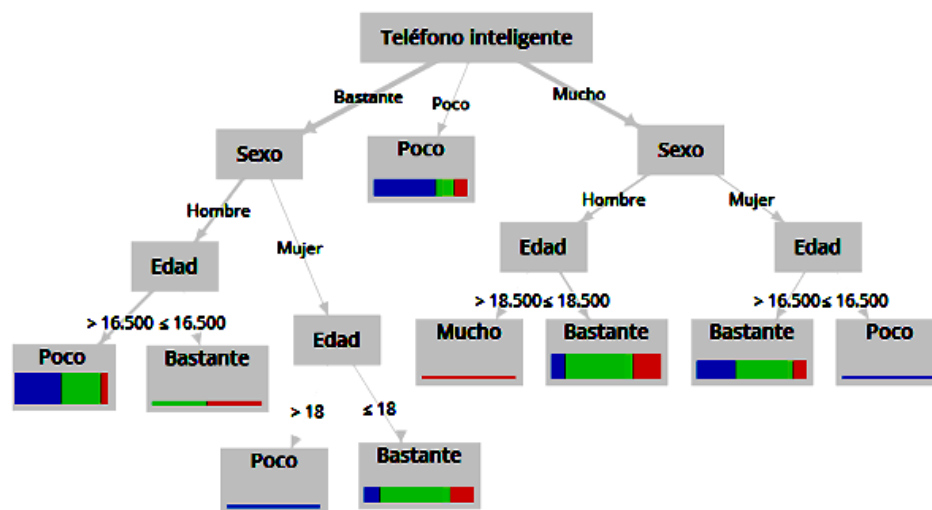 Teléfono inteligente
Bastante
Poco
Mucho
Sexo
Poco
Sexo
Hombre
Mujer
Hombre
Mujer
Edad
Edad
Edad
> 16.500 ≤ 16.500
> 18.500 ≤ 18.500
> 16.500 ≤ 16.500
Poco
Bastante
Edad
Mucho
Bastante
Bastante
Poco
> 18
≤ 18
Poco
Bastante